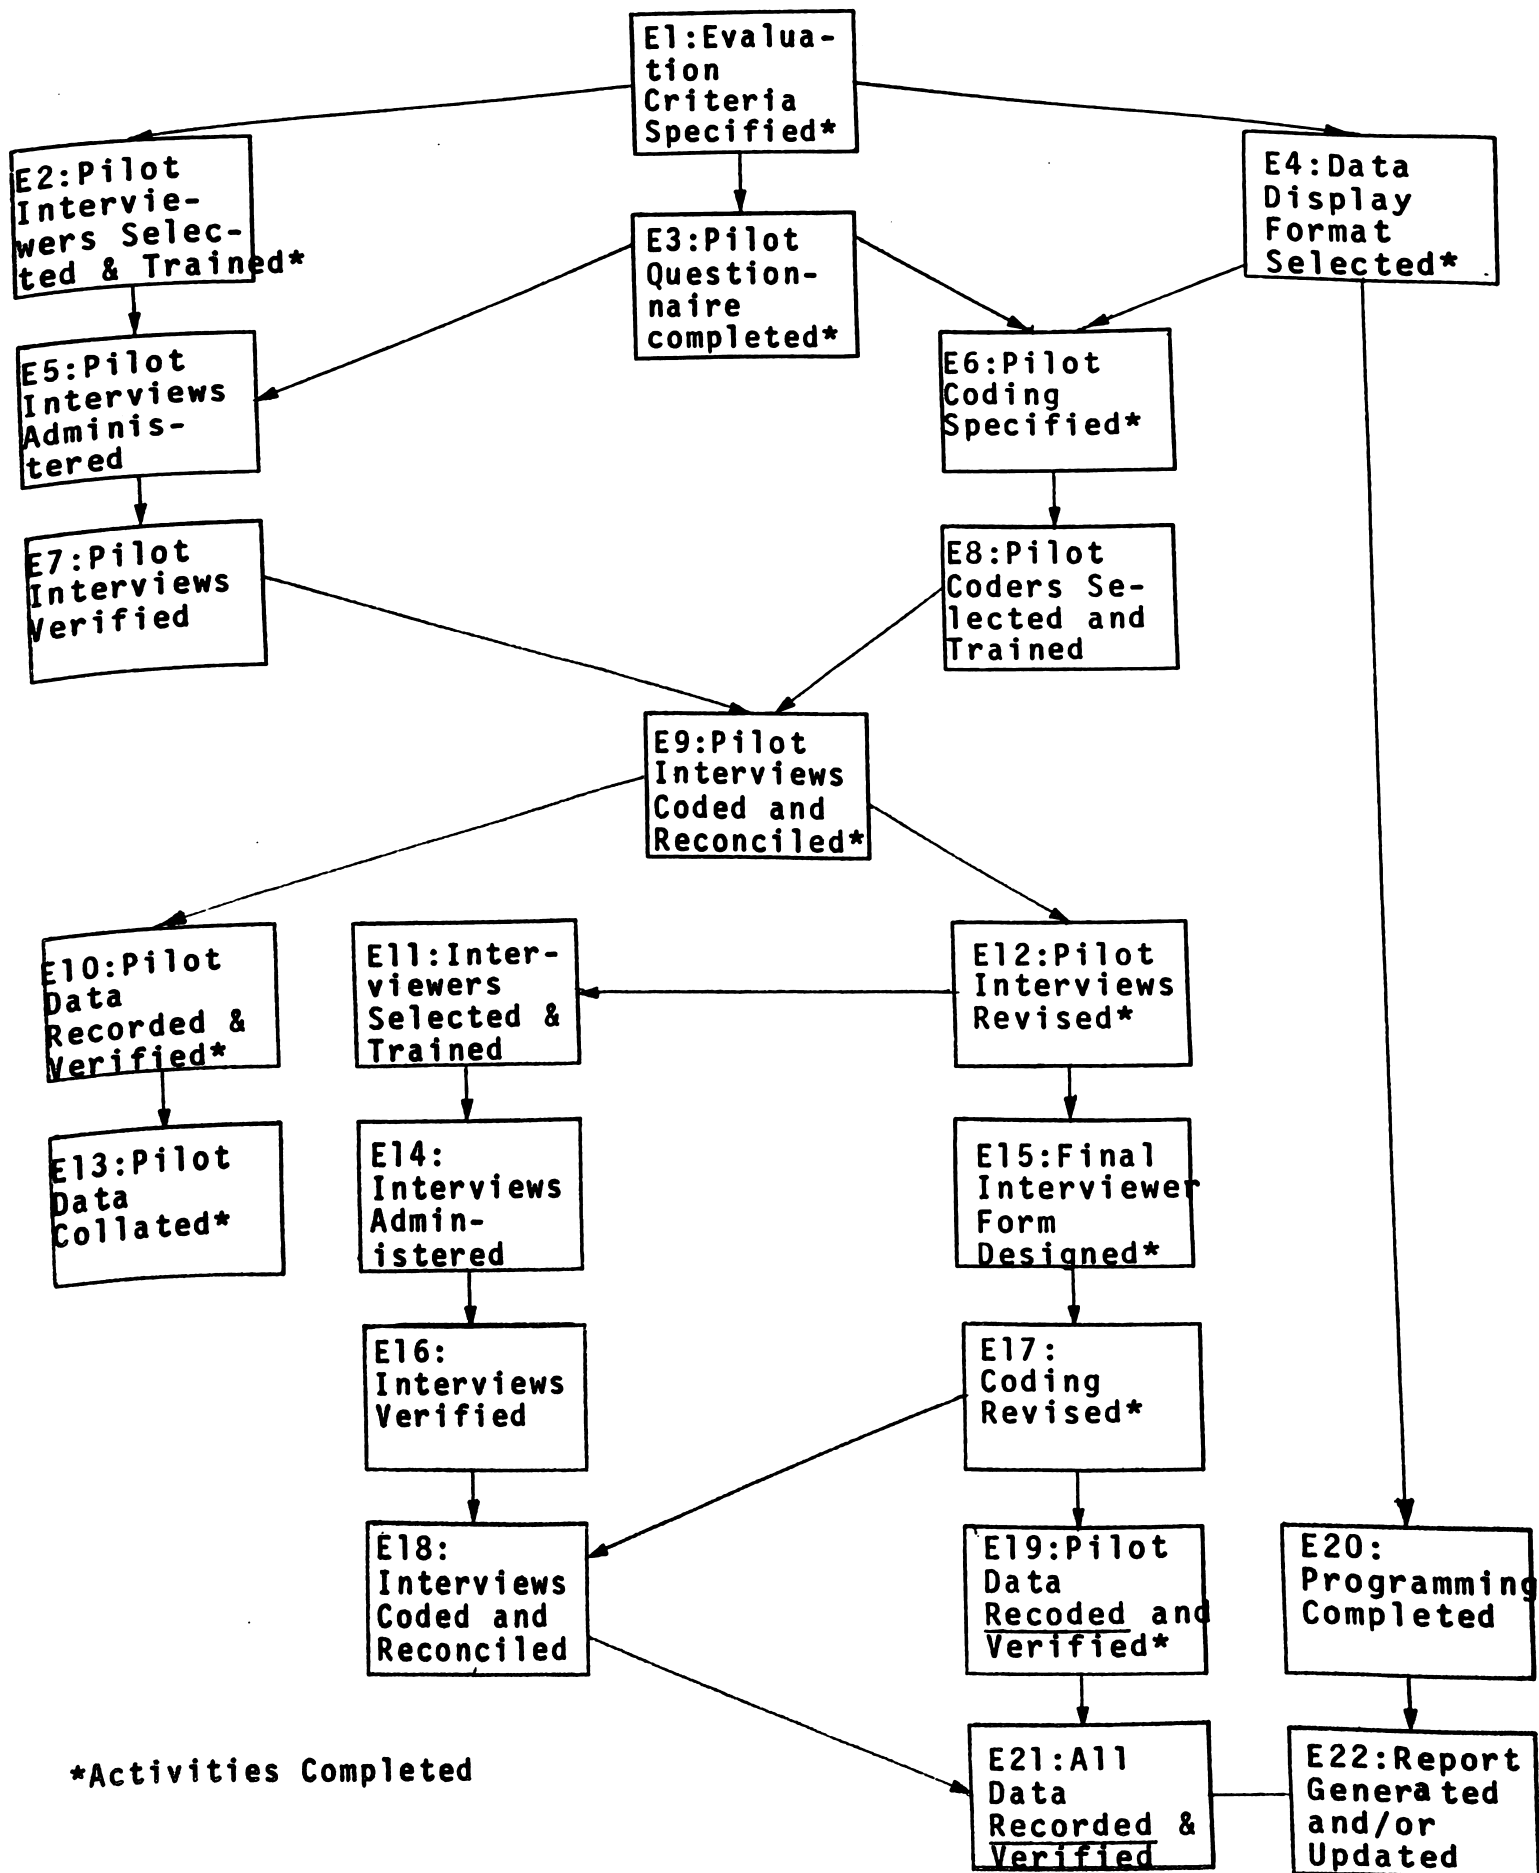 E1:Evalua-
tion
Criteria
Specified*
E2:Pilot
Intervie-
wers Selec-
ted & Trained*
E3:Pilot
Question-
naire
completed*
E4:Data
Display
Format
Selected*
E5:Pilot
Interviews
Adminis-
tered
E6:Pilot
Coding
Specified*
E7:Pilot
Interviews
Verified
E8:Pilot
Coders Se-
lected and
Trained
E9:Pilot
Interviews
Coded and
Reconciled*
E10:Pilot
Data
Recorded &
Verified*
E11:Inter-
viewers
Selected &
Trained
E12:Pilot
Interviews
Revised*
E13:Pilot
Data
Collated*
E14:
Interviews
Admin-
istered
E15:Final
Interviewer
Form
Designed*
E16:
Interviews
Verified
E17:
Coding
Revised*
E18:
Interviews
Coded and
Reconciled
E19:Pilot
Data
Recoded and
Verified*
E20:
Programming
Completed
E21:All
Data
Recorded &
Verified
E22:Report
Generated
and/or
Updated
*Activities Completed